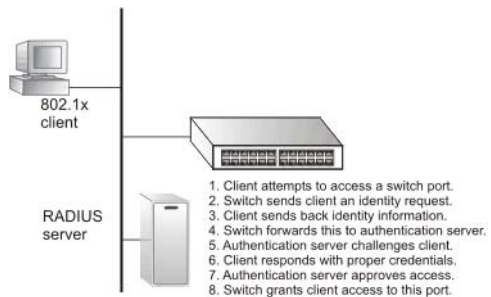 802.1x
client
1. Client attempts to access a switch port.
2. Switch sends client an identity request.
3. Client sends back identity information.
4. Switch forwards this to authentication server.
5. Authentication server challenges client.
6. Client responds with proper credentials.
7. Authentication server approves access.
8. Switch grants client access to this port.
RADIUS
server